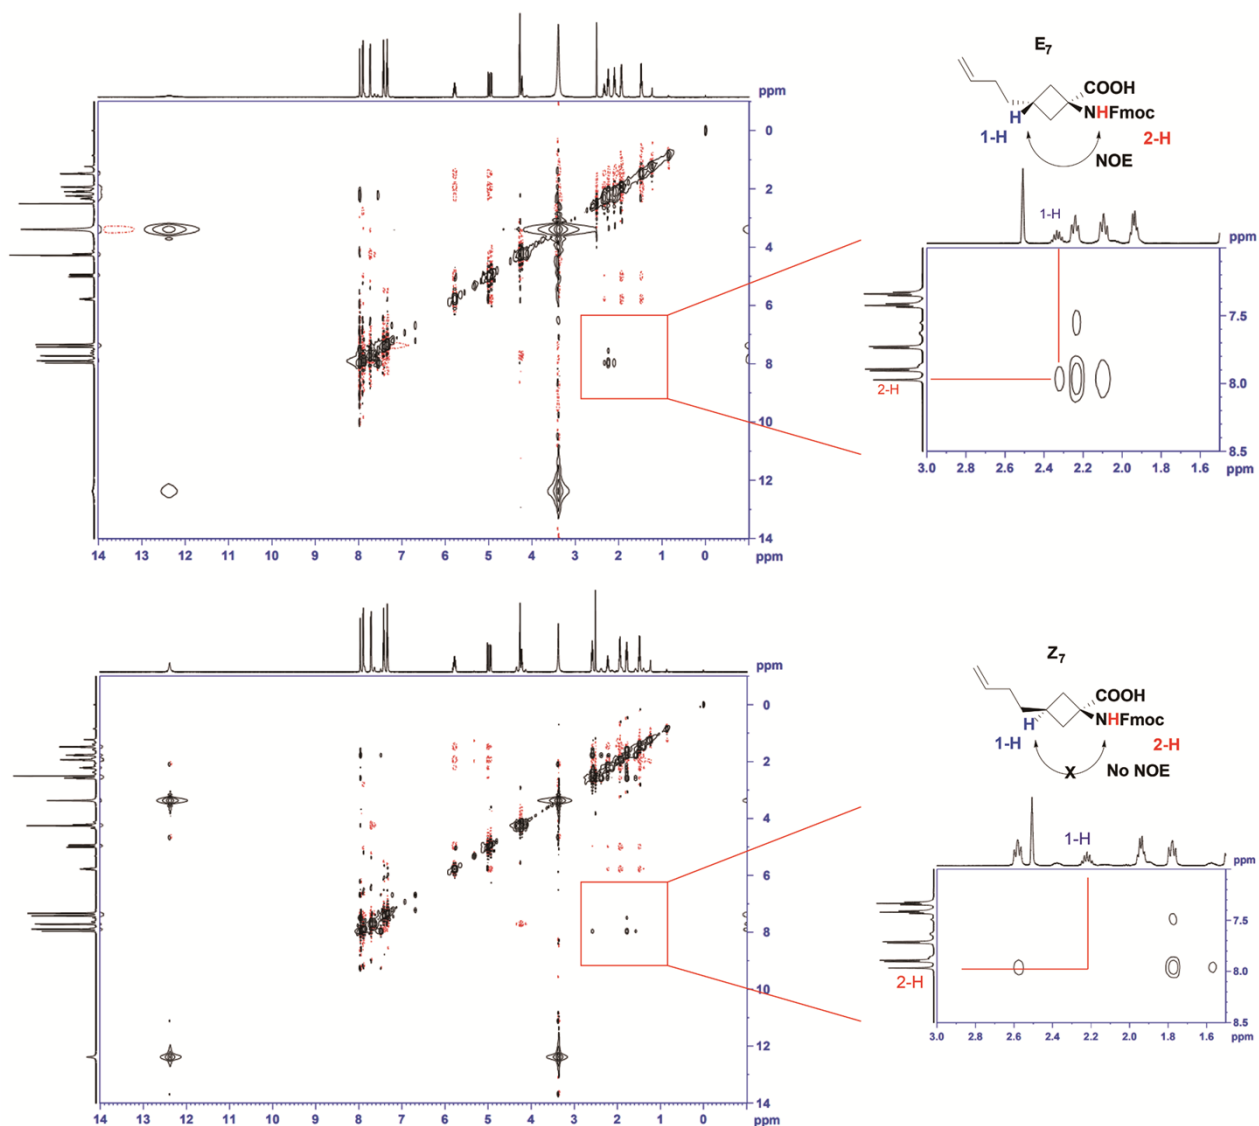 ppm
0
2
4
6
8
10
12
14
14 13 12 11 10 9 8 7 6 5 4 3 2 1 0 ppm
E7
COOH
H NHFmoc
1-H 2-H
NOE
1-H
ppm
7.5
8.0
8.5
2-H
3.0 2.8 2.6 2.4 2.2 2.0 1.8 1.6 ppm
ppm
0
2
4
6
8
10
12
14
14 13 12 11 10 9 8 7 6 5 4 3 2 1 0 ppm
Z7
COOH
H NHFmoc
1-H 2-H
X No NOE
1-H
ppm
7.5
8.0
8.5
2-H
3.0 2.8 2.6 2.4 2.2 2.0 1.8 1.6 ppm